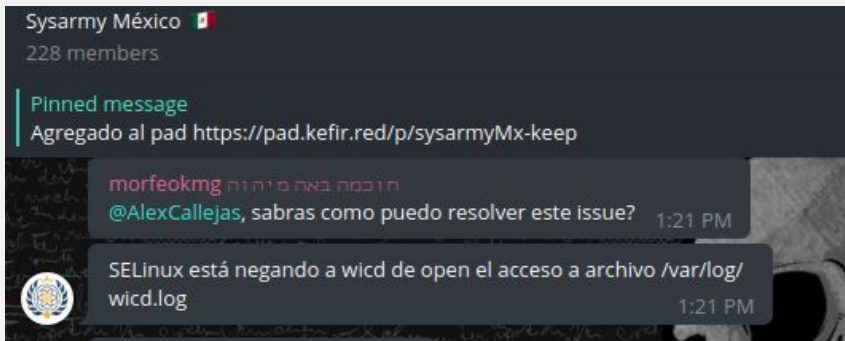 Sysarmy México 🇲🇽
228 members
Pinned message
Agregado al pad https://pad.kefir.red/p/sysarmyMx-keep
morfeokmg חוכמה באה מיהוה
@AlexCallejas, sabras como puedo resolver este issue? 1:21 PM
SELinux está negando a wicd de open el acceso a archivo /var/log/
wicd.log 1:21 PM